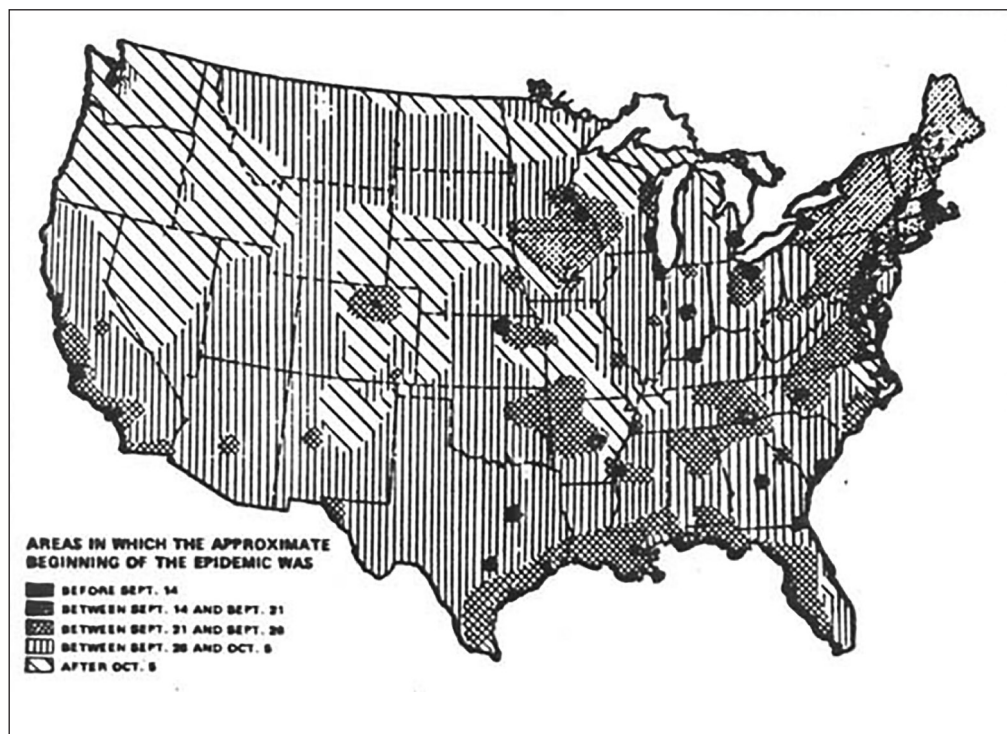 AREAS IN WHICH THE APPROXIMATE
BEGINNING OF THE EPIDEMIC WAS
BEFORE SEPT. 14
BETWEEN SEPT. 14 AND SEPT. 21
BETWEEN SEPT. 21 AND SEPT. 28
BETWEEN SEPT. 28 AND OCT. 5
AFTER OCT. 5